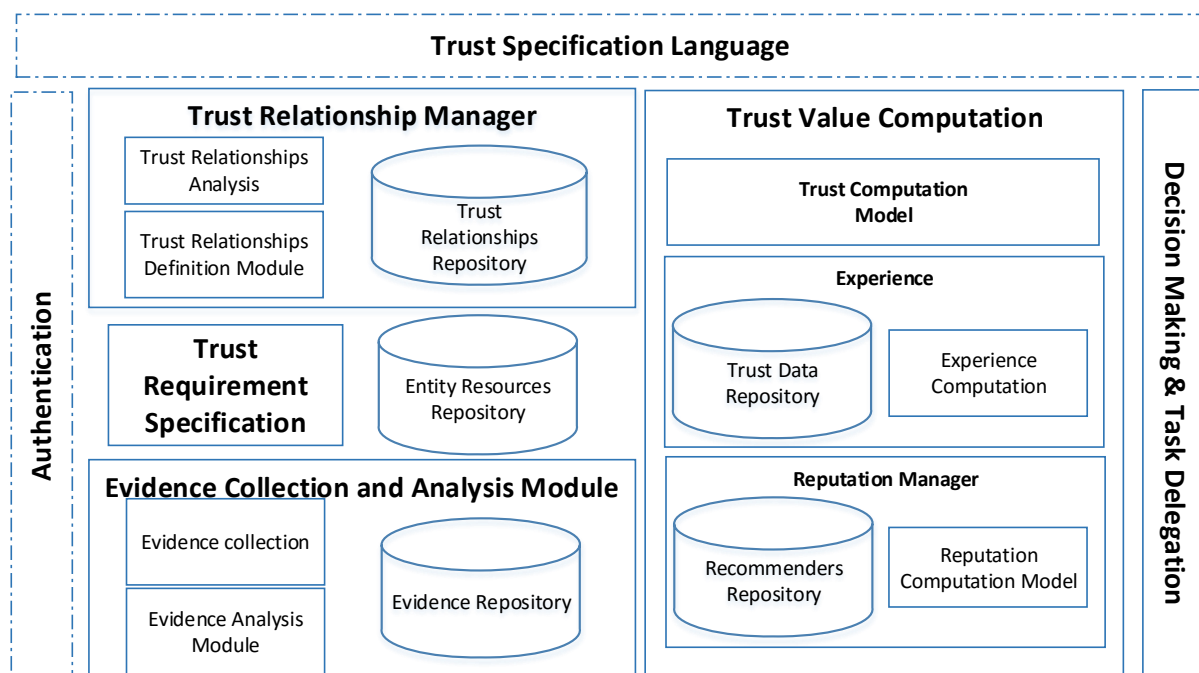 Trust Specification Language
Authentication
Trust Relationship Manager
Trust Relationships
Analysis
Trust Relationships
Definition Module
Trust
Relationships
Repository
Trust
Requirement
Specification
Entity Resources
Repository
Evidence Collection and Analysis Module
Evidence collection
Evidence Analysis
Module
Evidence Repository
Trust Value Computation
Trust Computation
Model
Experience
Trust Data
Repository
Experience
Computation
Reputation Manager
Recommenders
Repository
Reputation
Computation Model
Decision Making & Task Delegation